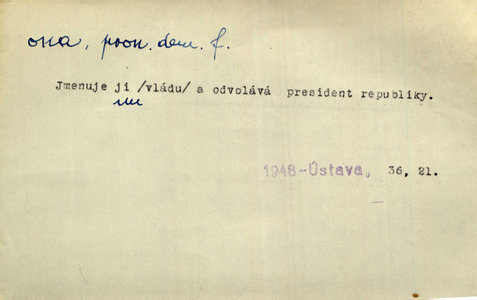 ona, pron. dem. f.
Jmenuje ji /vládu/ a odvolává president republiky.
1948-Ústava, 36, 21.